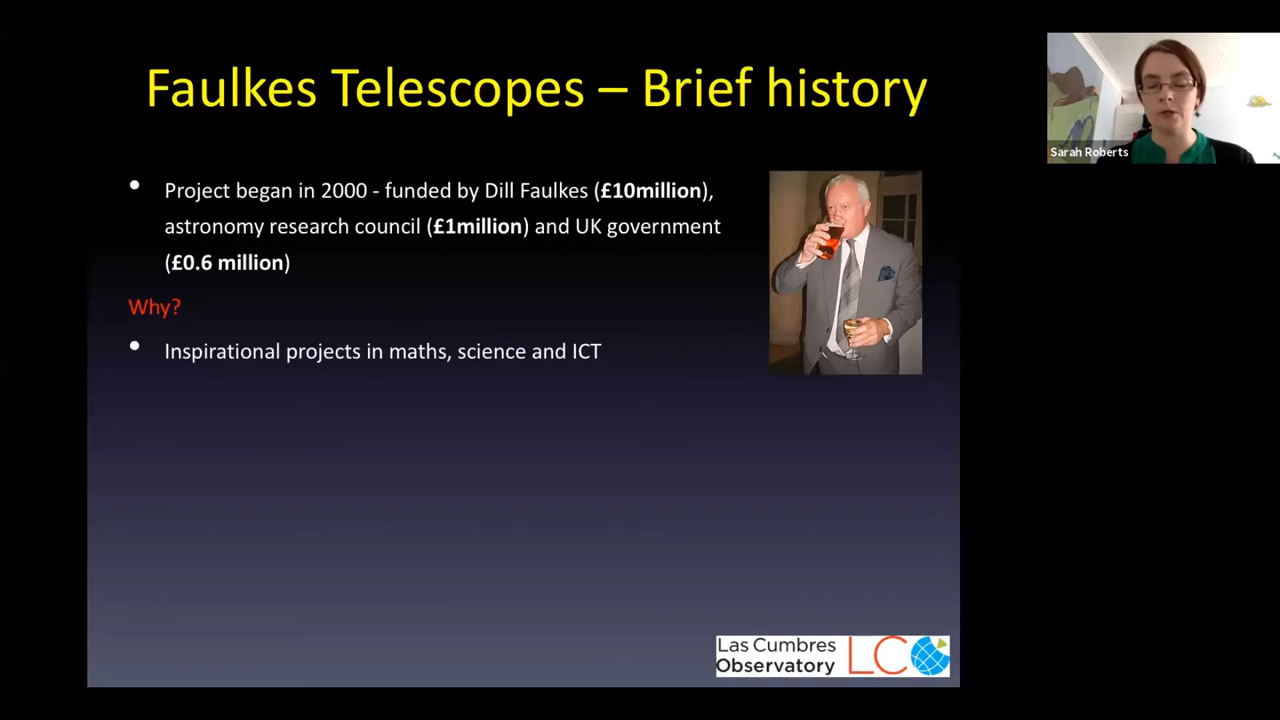 Faulkes Telescopes – Brief history
Sarah Roberts
• Project began in 2000 - funded by Dill Faulkes (£10million),
astronomy research council (£1million) and UK government
(£0.6 million)
Why?
• Inspirational projects in maths, science and ICT
Las Cumbres
Observatory
LCO